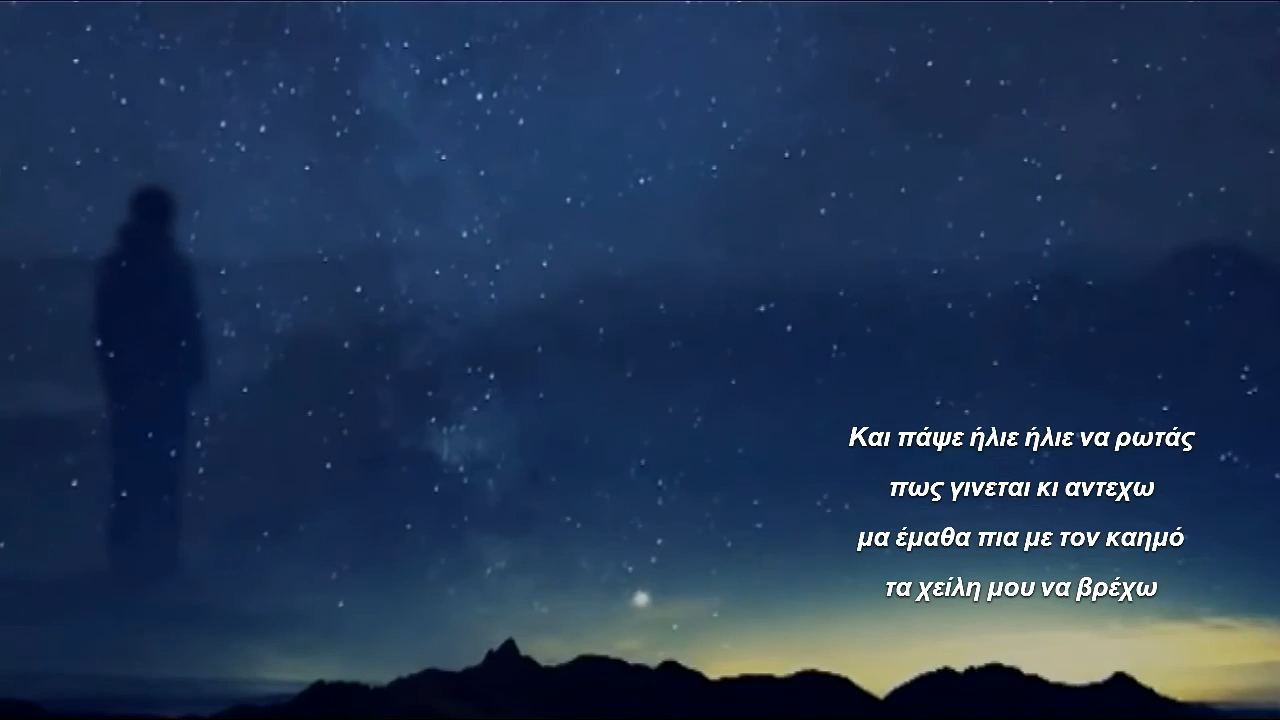 Και πάψε ήλιε ήλιε να ρωτάς
πως γινεται κι αντεχω
μα έμαθα πια με τον καημό
τα χείλη μου να βρέχω